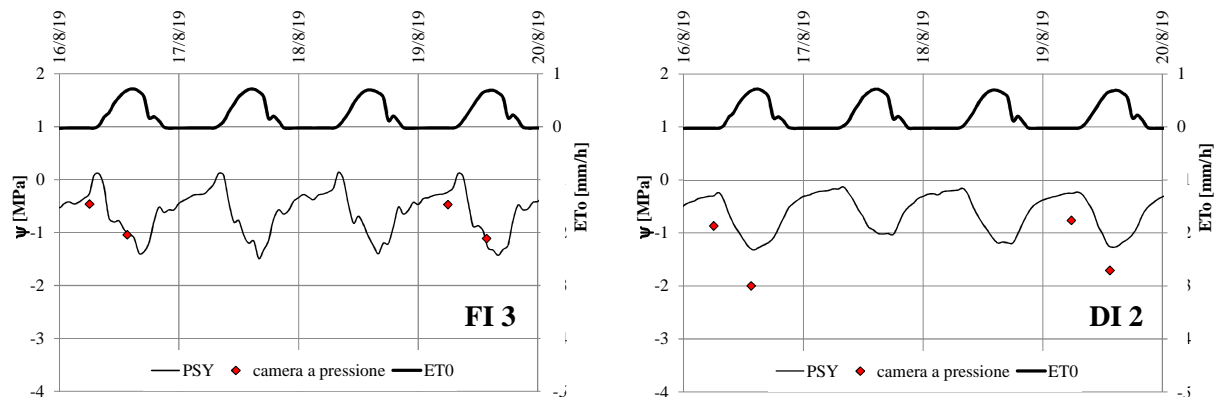 16/8/19 17/8/19 18/8/19 19/8/19 20/8/19
2 1 0 -1 -2 -3 -4
Ψ [MPa]
1 0
ETo [mm/h]
FI 3
PSY camera a pressione ET0
16/8/19 17/8/19 18/8/19 19/8/19 20/8/19
2 1 0 -1 -2 -3 -4
Ψ [MPa]
1 0
ETo [mm/h]
DI 2
PSY camera a pressione ET0